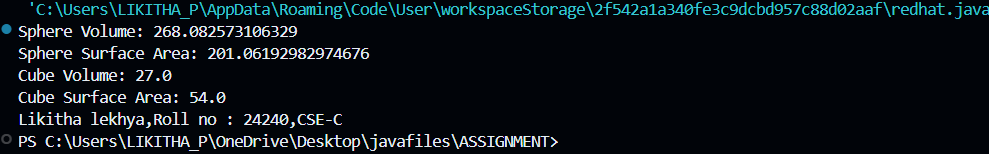 'C:\Users\LIKITHA_P\AppData\Roaming\Code\User\workspaceStorage\2f542a1a340fe3c9dcbd957c88d02aaf\redhat.java
Sphere Volume: 268.082573106329
Sphere Surface Area: 201.06192982974676
Cube Volume: 27.0
Cube Surface Area: 54.0
Likitha lekhya,Roll no : 24240,CSE-C
PS C:\Users\LIKITHA_P\OneDrive\Desktop\javafiles\ASSIGNMENT>